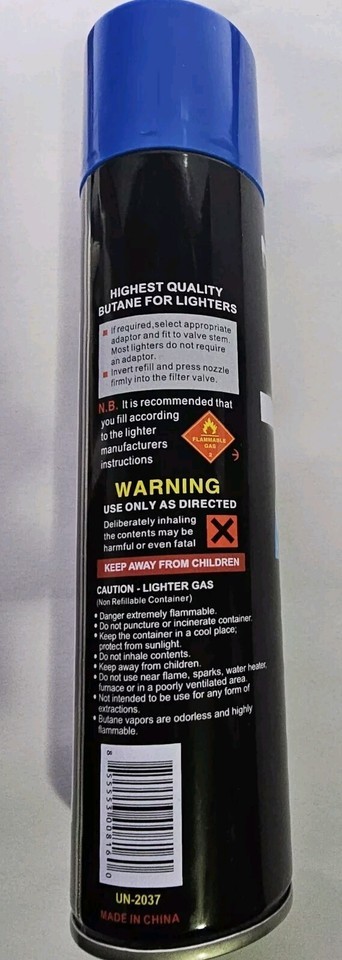 HIGHEST QUALITY
BUTANE FOR LIGHTERS
If required,select appropriate
adaptor and fit to valve stem.
Most lighters do not require
an adaptor.
Invert refill and press nozzle
firmly into the filter valve.
N.B. It is recommended that
you fill according
to the lighter
manufacturers
instructions
FLAMMABLE
GAS
WARNING
USE ONLY AS DIRECTED
Deliberately inhaling
the contents may be
harmful or even fatal
KEEP AWAY FROM CHILDREN
CAUTION - LIGHTER GAS
(Non Refillable Container)
• Danger extremely flammable.
• Do not puncture or incinerate container.
• Keep the container in a cool place;
protect from sunlight.
• Do not inhale contents.
• Keep away from children.
• Do not use near flame, sparks, water heater,
furnace or in a poorly ventilated area.
• Not intended to be use for any form of
extractions.
• Butane vapors are odorless and highly
flammable.
8 55553 00816 0
UN-2037
MADE IN CHINA